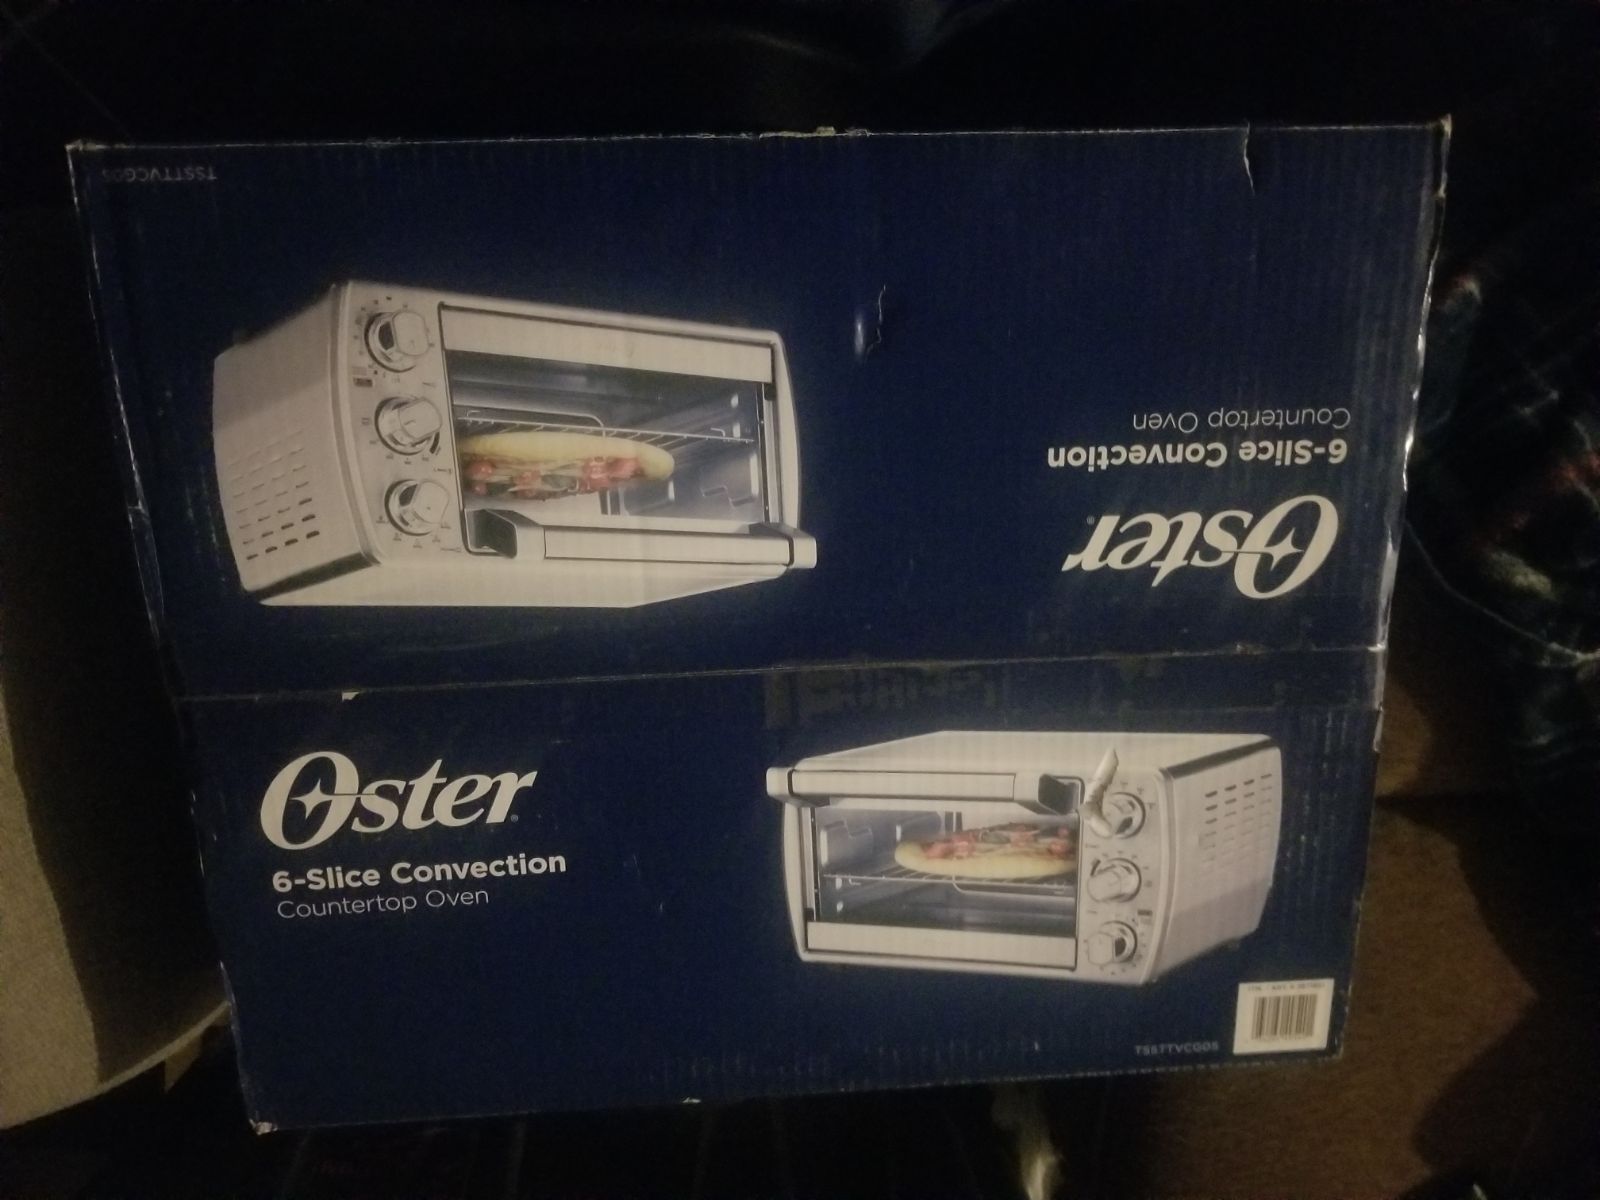 TSSTTVCG05
6-Slice Convection
Countertop Oven
Oster®
Oster®
6-Slice Convection
Countertop Oven
TSSTTVCG05